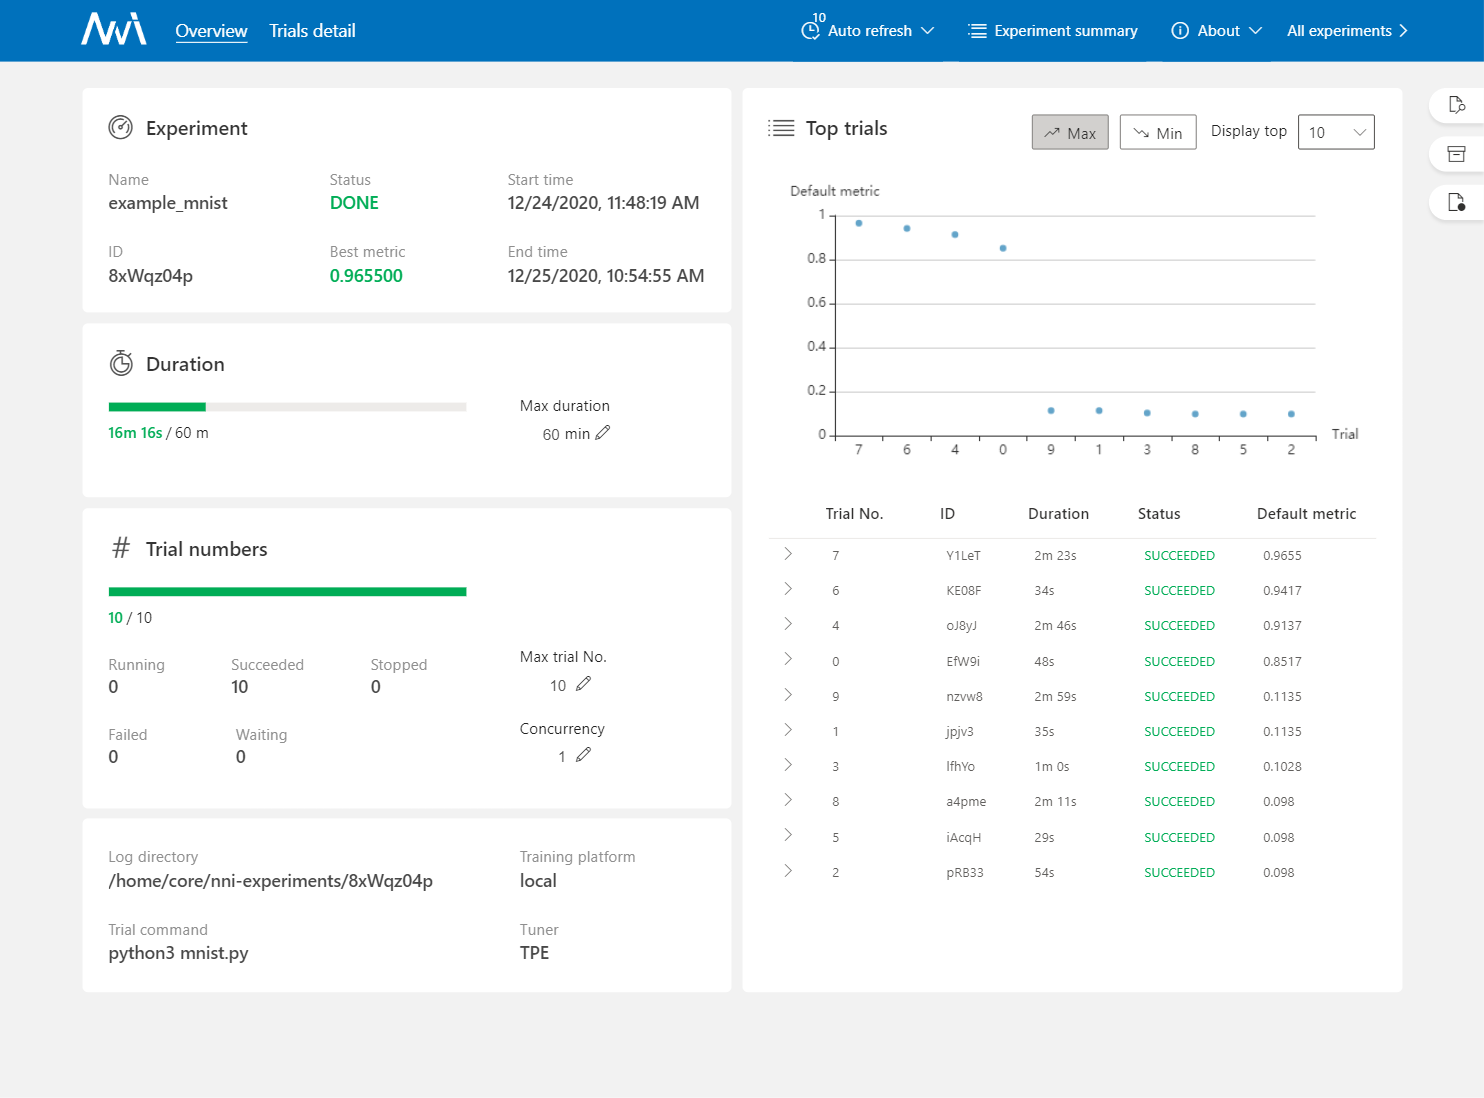 NNI Overview Trials detail 10 Auto refresh Experiment summary About All experiments
Experiment
Name Status Start time
example_mnist DONE 12/24/2020, 11:48:19 AM
ID Best metric End time
8xWqz04p 0.965500 12/25/2020, 10:54:55 AM
Duration
Max duration
16m 16s / 60 m 60 min
# Trial numbers
10 / 10
Max trial No.
Running Succeeded Stopped
0 10 0 10
Concurrency
Failed Waiting
0 0 1
Log directory Training platform
/home/core/nni-experiments/8xWqz04p local
Trial command Tuner
python3 mnist.py TPE
Top trials Max Min Display top 10
Default metric
1
0.8
0.6
0.4
0.2
0 Trial
7 6 4 0 9 1 3 8 5 2
Trial No. ID Duration Status Default metric
7 Y1LeT 2m 23s SUCCEEDED 0.9655
6 KE08F 34s SUCCEEDED 0.9417
4 oJ8yJ 2m 46s SUCCEEDED 0.9137
0 EfW9i 48s SUCCEEDED 0.8517
9 nzvw8 2m 59s SUCCEEDED 0.1135
1 jpjv3 35s SUCCEEDED 0.1135
3 lfhYo 1m 0s SUCCEEDED 0.1028
8 a4pme 2m 11s SUCCEEDED 0.098
5 iAcqH 29s SUCCEEDED 0.098
2 pRB33 54s SUCCEEDED 0.098